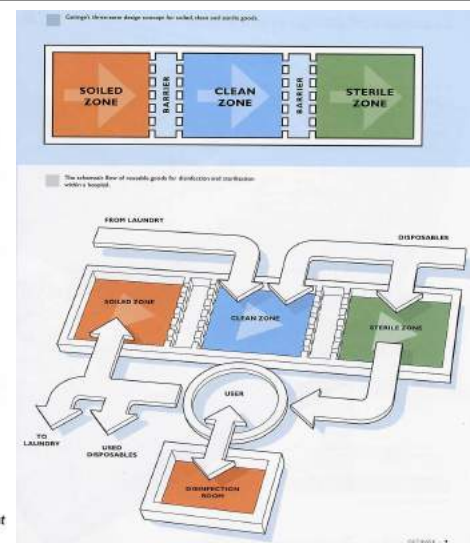 Getinge's three-zone design concept for soiled, clean and sterile goods.
SOILED
ZONE
BARRIER
CLEAN
ZONE
BARRIER
STERILE
ZONE
The schematic flow of reusable goods for disinfection and sterilisation
within a hospital.
FROM LAUNDRY
DISPOSABLES
SOILED ZONE
CLEAN ZONE
STERILE ZONE
USER
TO
LAUNDRY
USED
DISPOSABLES
DISINFECTION
ROOM